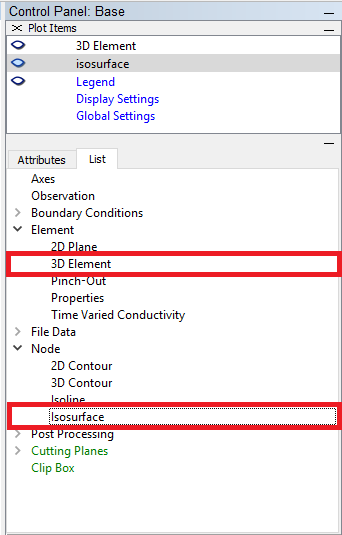 Control Panel: Base
Plot Items
3D Element
isosurface
Legend
Display Settings
Global Settings
Attributes List
Axes
Observation
Boundary Conditions
Element
2D Plane
3D Element
Pinch-Out
Properties
Time Varied Conductivity
File Data
Node
2D Contour
3D Contour
Isoline
Isosurface
Post Processing
Cutting Planes
Clip Box